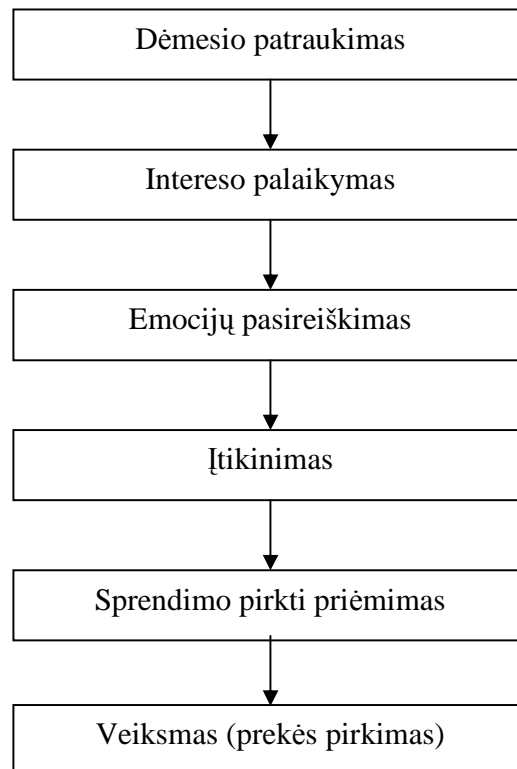 Dėmesio patraukimas
Intereso palaikymas
Emocijų pasireiškimas
Įtikinimas
Sprendimo pirkti priėmimas
Veiksmas (prekės pirkimas)